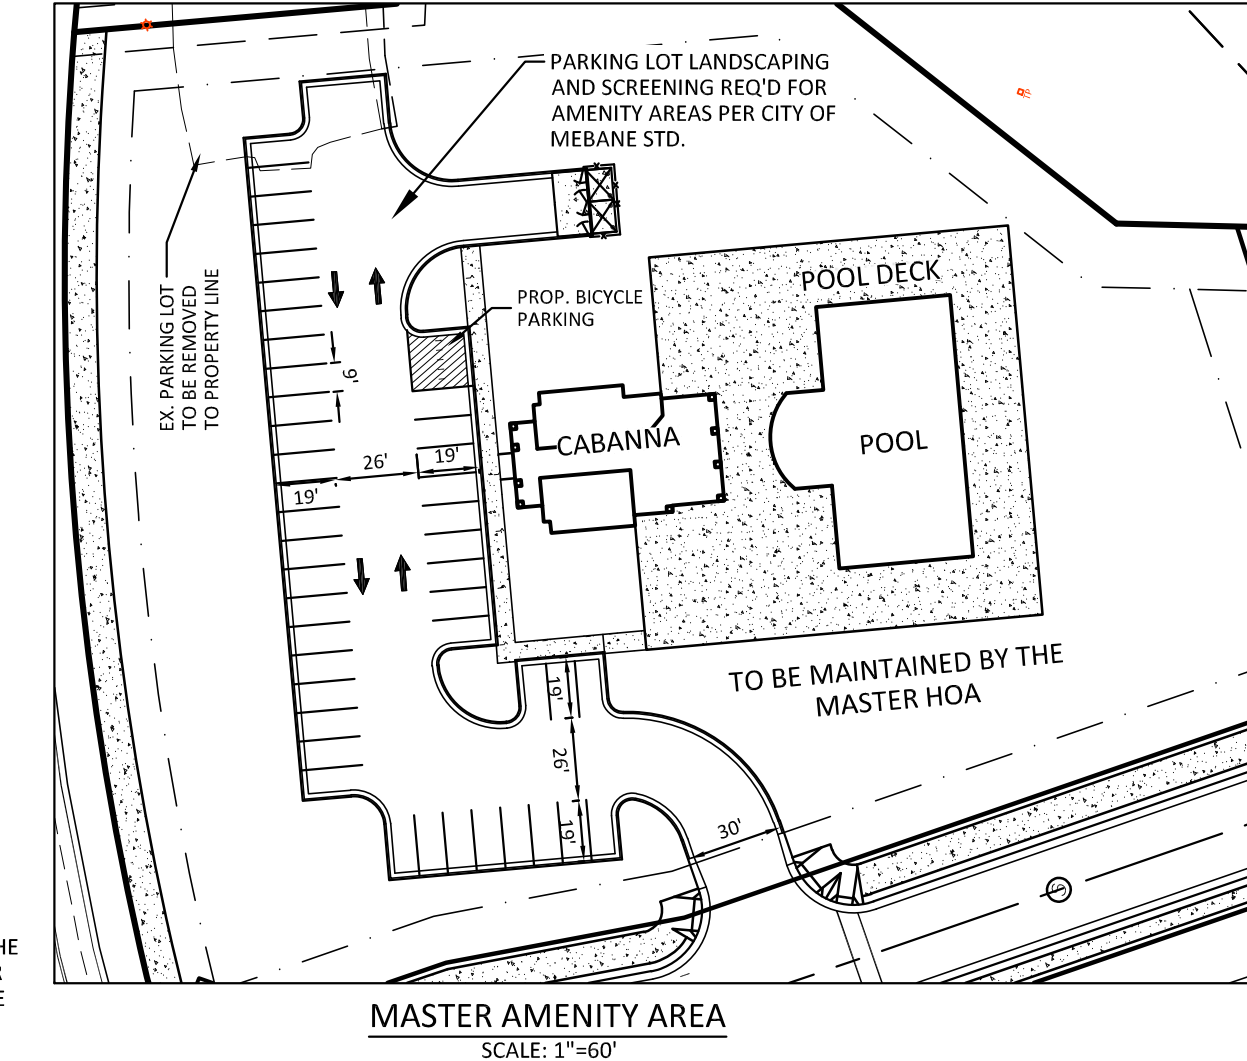 PARKING LOT LANDSCAPING
AND SCREENING REQ'D FOR
AMENITY AREAS PER CITY OF
MEBANE STD.
EX. PARKING LOT
TO BE REMOVED
TO PROPERTY LINE
PROP. BICYCLE
PARKING
POOL DECK
POOL
CABANNA
9'
26'
19'
19'
TO BE MAINTAINED BY THE
MASTER HOA
19'
26'
19'
30'
S
HE
MASTER AMENITY AREA
SCALE: 1"=60'